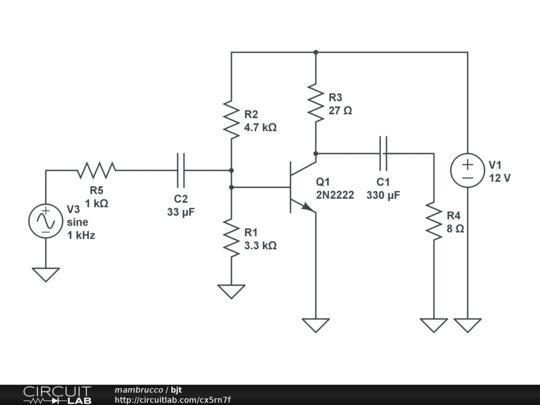 R2
4.7 kΩ
R3
27 Ω
R5
1 kΩ
C2
33 µF
Q1
2N2222
C1
330 µF
+
V1
12 V
V3
sine
1 kHz
+
R1
3.3 kΩ
R4
8 Ω
CIRCUIT
LAB
mambrucco / bjt
http://circuitlab.com/cx5rn7f